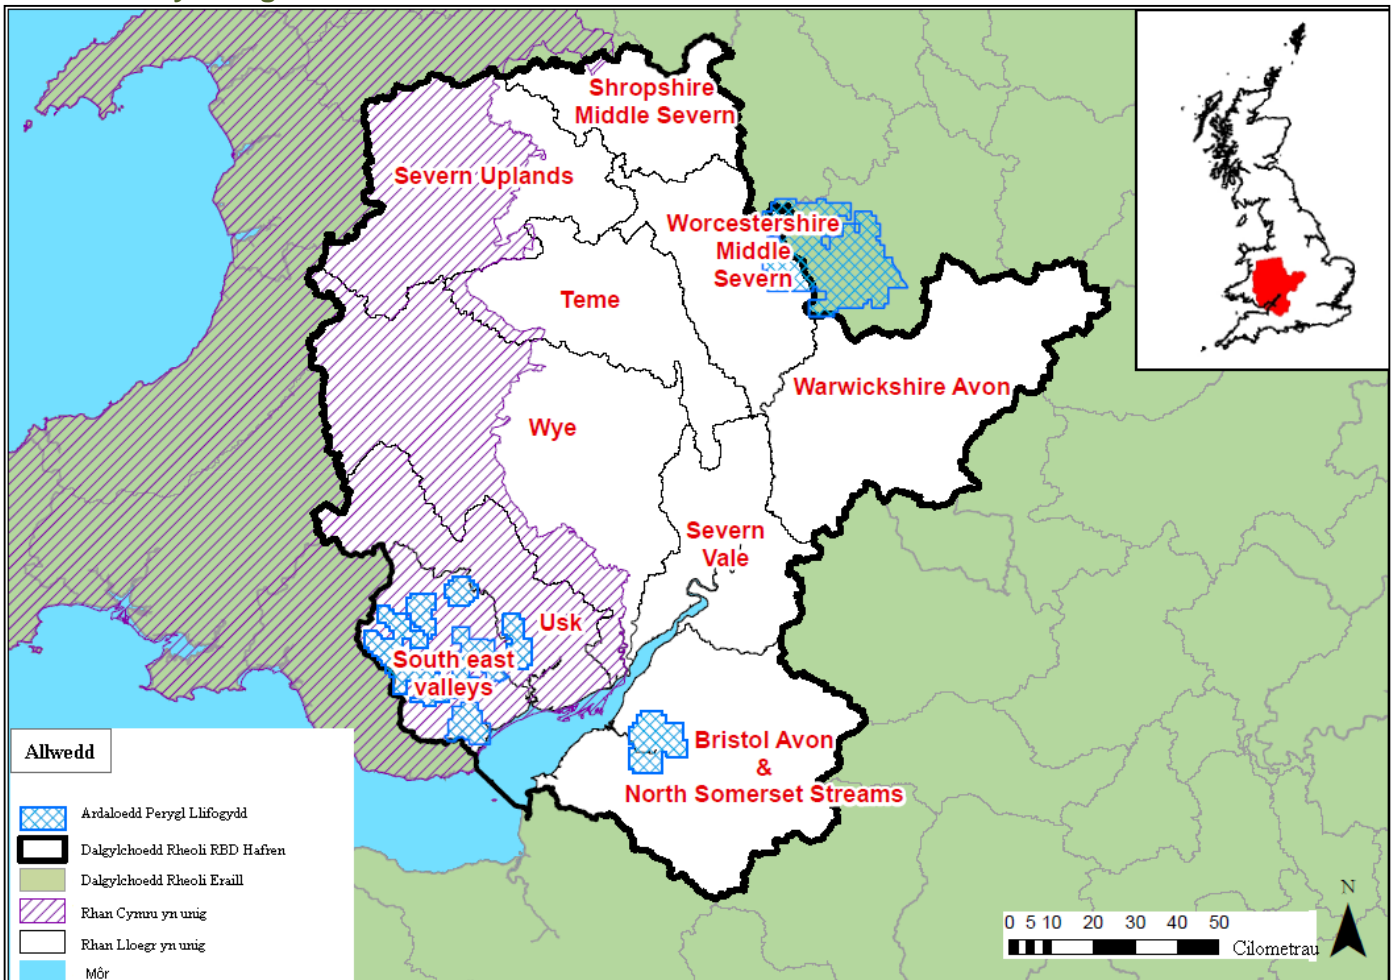 Shropshire
Middle Severn
Severn Uplands
Worcestershire
Middle
Severn
Teme
Warwickshire Avon
Wye
Severn
Vale
Usk
South east
valleys
Bristol Avon
&
North Somerset Streams
Allwedd
Ardaloedd Perygl Llifogydd
Dalgylchoedd Rheoli RBD Hafren
Dalgylchoedd Rheoli Eraill
Rhan Cymru yn unig
Rhan Lloegr yn unig
Môr
N
0 5 10 20 30 40 50
Cilometrau